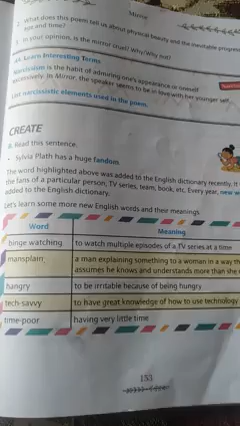 Mirror
What does this poem tell us about physical beauty and the inevitable progress
and time?
5. In your opinion, is the mirror cruel? Why/Why not?
Learn Interesting Terms
Narcissism is the habit of admiring one's appearance or oneself
excessively. In Mirror, the speaker seems to be in love with her younger self.
List narcissistic elements used in the poem.
CREATE
Read this sentence.
• Sylvia Plath has a huge fandom.
The word highlighted above was added to the English dictionary recently. It
the fans of a particular person, TV series, team, book, etc. Every year, new
added to the English dictionary.
Let's learn some more new English words and their meanings.
Word Meaning
binge watching to watch multiple episodes of a TV series at a time
mansplain a man explaining something to a woman in a way
assumes he knows and understands more than she
hangry to be irritable because of being hungry
tech-savvy to have great knowledge of how to use technology
time-poor having very little time
153